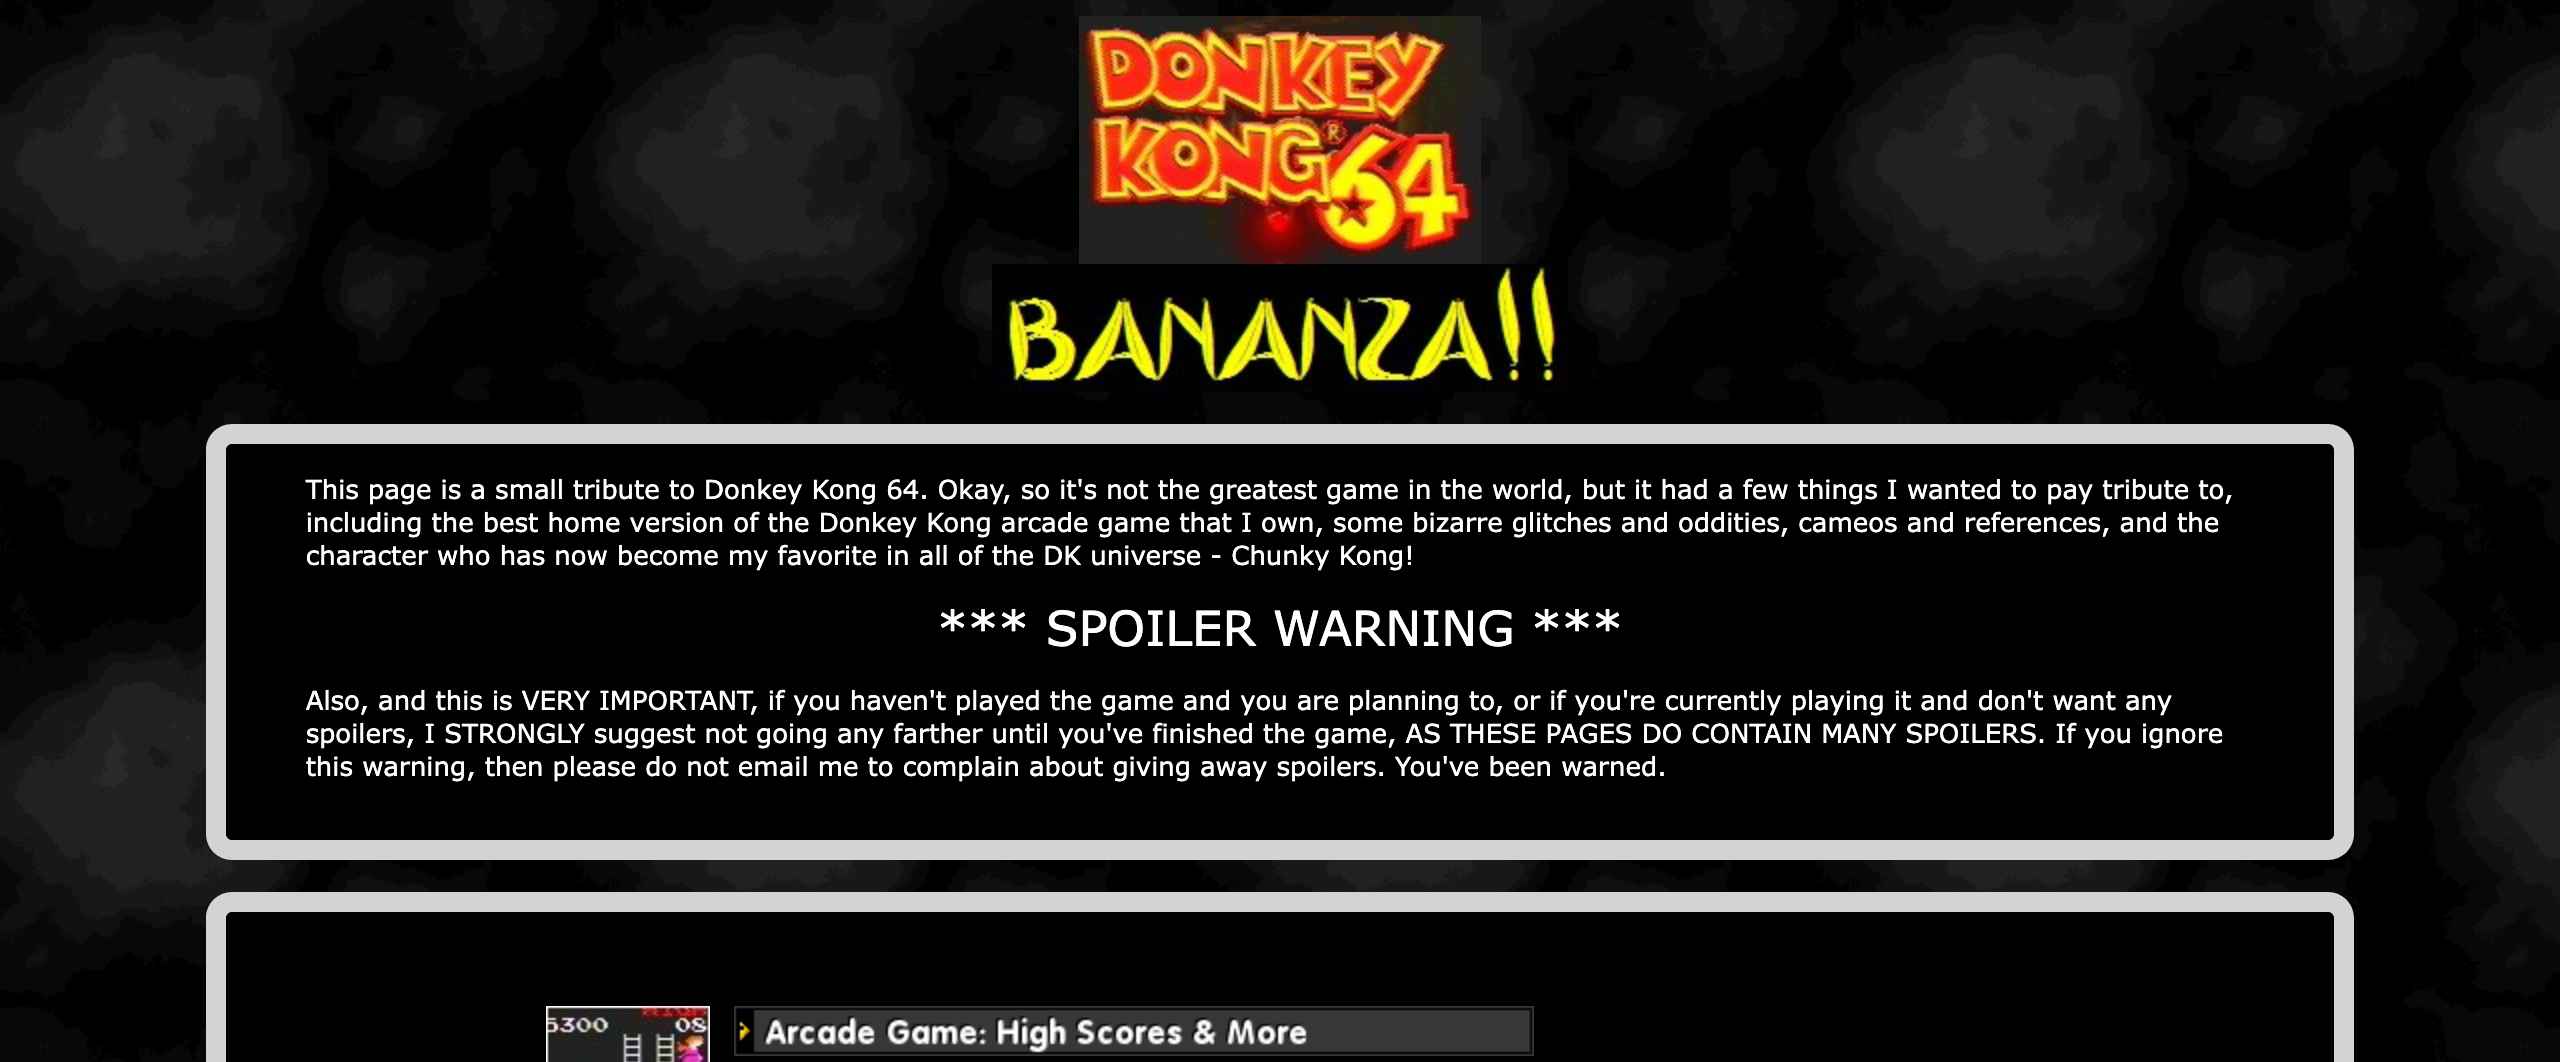 DONKEY
KONG® 64
BANANZA!!
This page is a small tribute to Donkey Kong 64. Okay, so it's not the greatest game in the world, but it had a few things I wanted to pay tribute to,
including the best home version of the Donkey Kong arcade game that I own, some bizarre glitches and oddities, cameos and references, and the
character who has now become my favorite in all of the DK universe - Chunky Kong!
*** SPOILER WARNING ***
Also, and this is VERY IMPORTANT, if you haven't played the game and you are planning to, or if you're currently playing it and don't want any
spoilers, I STRONGLY suggest not going any farther until you've finished the game, AS THESE PAGES DO CONTAIN MANY SPOILERS. If you ignore
this warning, then please do not email me to complain about giving away spoilers. You've been warned.
5300 08
Arcade Game: High Scores & More